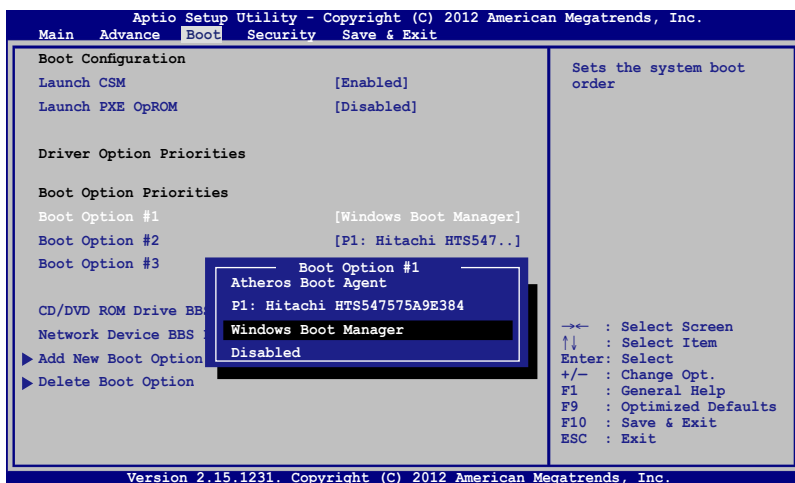 Aptio Setup Utility - Copyright (C) 2012 American Megatrends, Inc.
Main Advance Boot Security Save & Exit
Boot Configuration
Launch CSM [Enabled]
Launch PXE OpROM [Disabled]
Driver Option Priorities
Boot Option Priorities
Boot Option #1 [Windows Boot Manager]
Boot Option #2 [P1: Hitachi HTS547..]
Boot Option #3
CD/DVD ROM Drive
Network Device BBS
Add New Boot Option
Delete Boot Option
Boot Option #1
Atheros Boot Agent
P1: Hitachi HTS547575A9E384
Windows Boot Manager
Disabled
Sets the system boot
order
→← : Select Screen
↑↓ : Select Item
Enter: Select
+/— : Change Opt.
F1 : General Help
F9 : Optimized Defaults
F10 : Save & Exit
ESC : Exit
Version 2.15.1231. Copyright (C) 2012 American Megatrends, Inc.